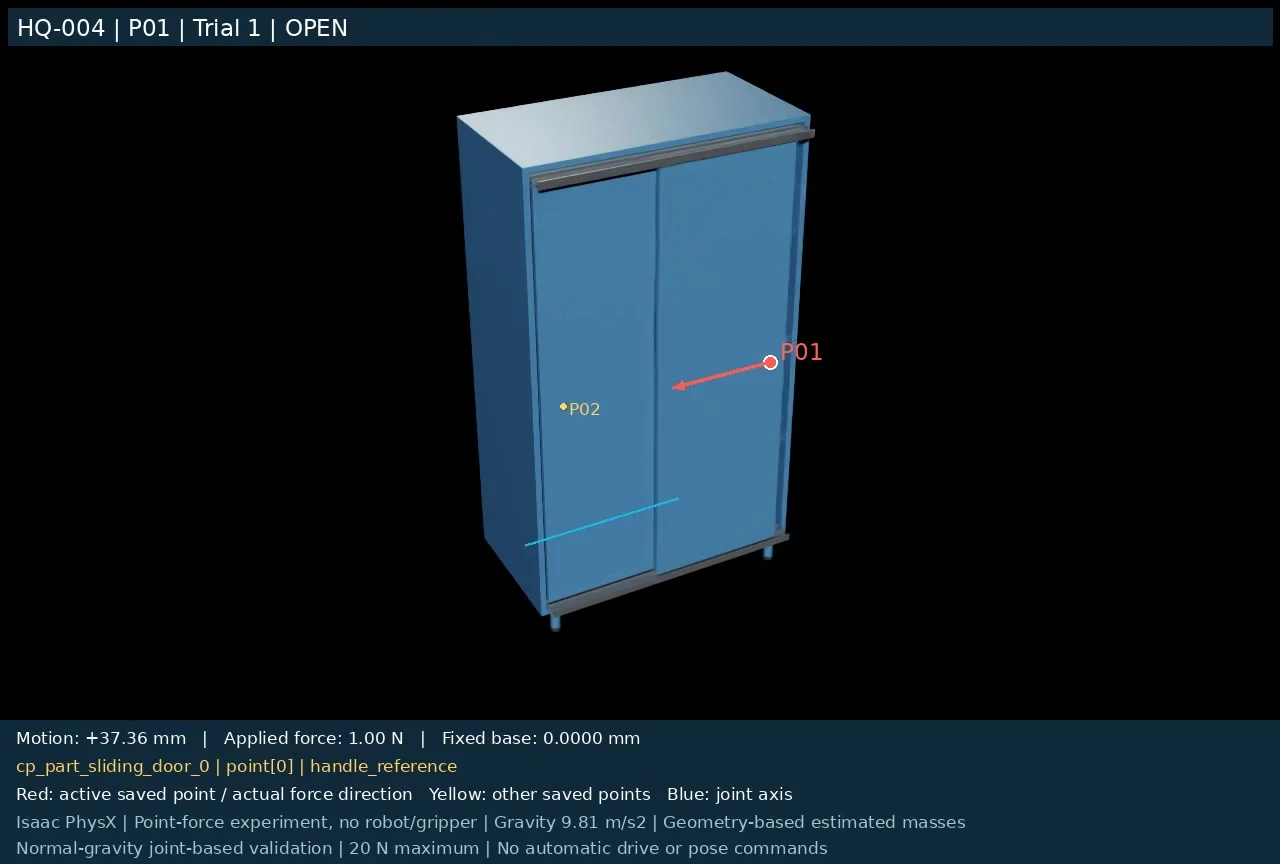 HQ-004 | P01 | Trial 1 | OPEN
P01
P02
Motion: +37.36 mm | Applied force: 1.00 N | Fixed base: 0.0000 mm
cp_part_sliding_door_0 | point[0] | handle_reference
Red: active saved point / actual force direction Yellow: other saved points Blue: joint axis
Isaac PhysX | Point-force experiment, no robot/gripper | Gravity 9.81 m/s2 | Geometry-based estimated masses
Normal-gravity joint-based validation | 20 N maximum | No automatic drive or pose commands